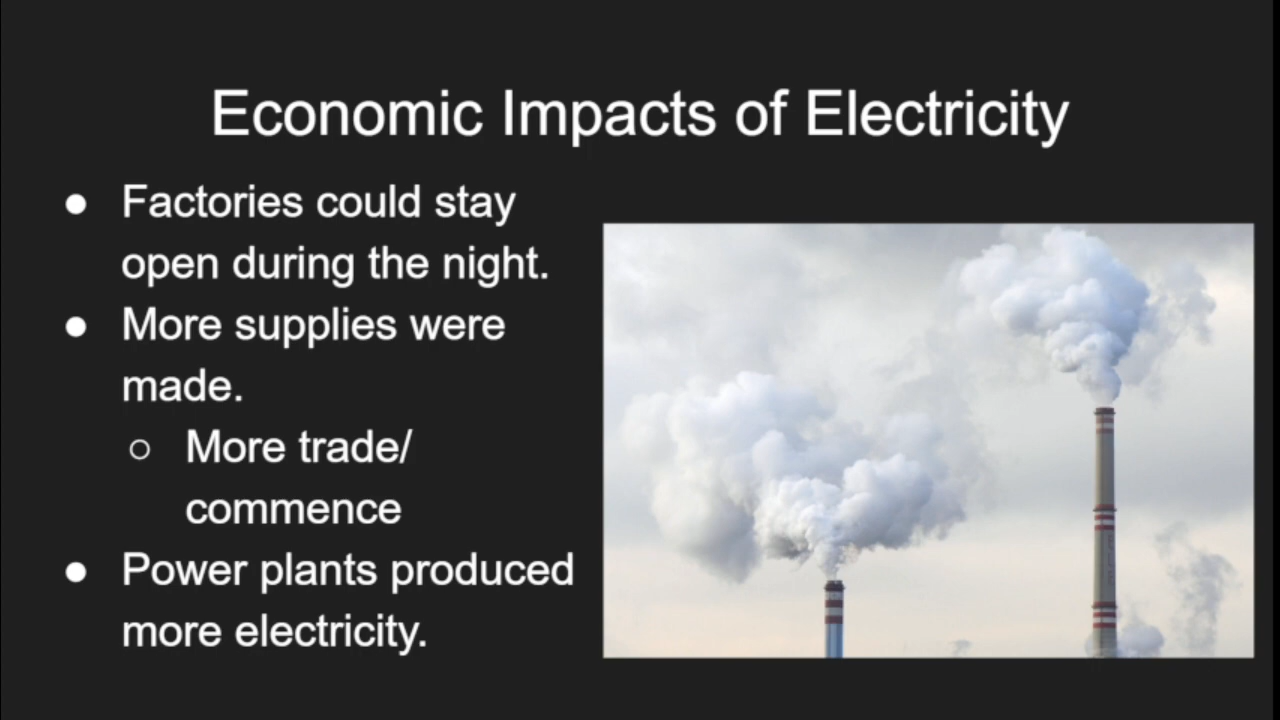 Economic Impacts of Electricity
● Factories could stay
open during the night.
● More supplies were
made.
○ More trade/
commence
● Power plants produced
more electricity.